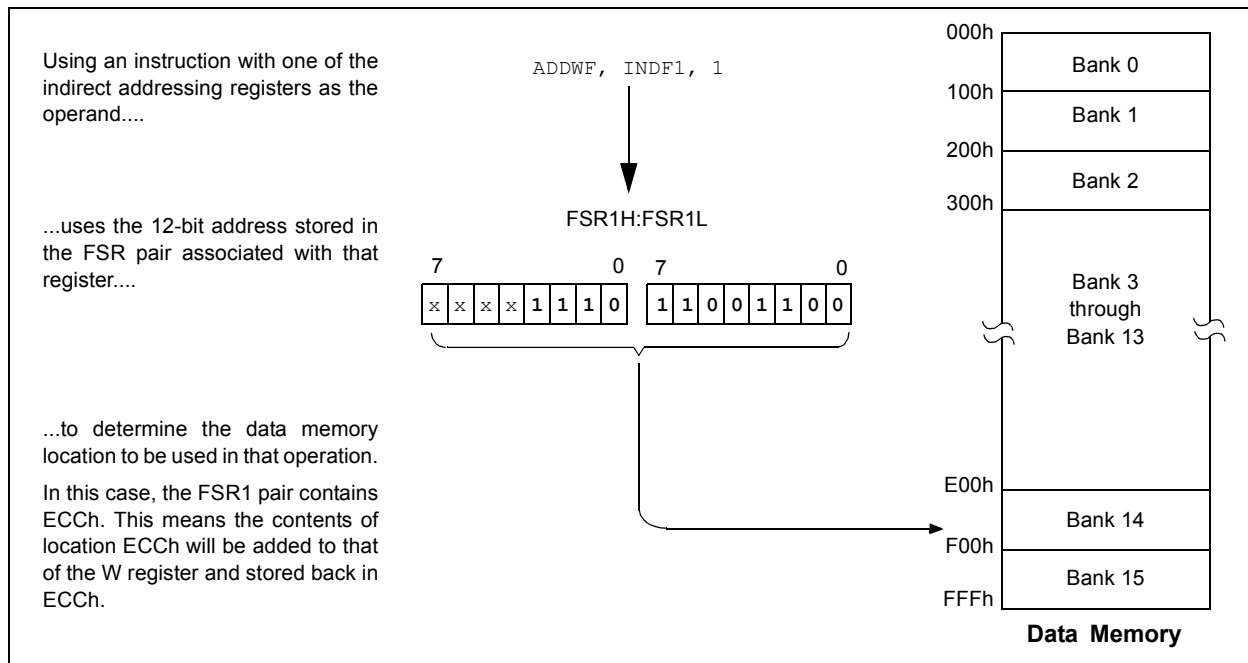 Using an instruction with one of the
indirect addressing registers as the
operand....
ADDWF, INDF1, 1
...uses the 12-bit address stored in
the FSR pair associated with that
register....
FSR1H:FSR1L
7 0 7 0
x x x x 1 1 1 0 1 1 0 0 1 1 0 0
...to determine the data memory
location to be used in that operation.
In this case, the FSR1 pair contains
ECCh. This means the contents of
location ECCh will be added to that
of the W register and stored back in
ECCh.
000h
Bank 0
100h
Bank 1
200h
Bank 2
300h
Bank 3
through
Bank 13
E00h
Bank 14
F00h
Bank 15
FFFh
Data Memory